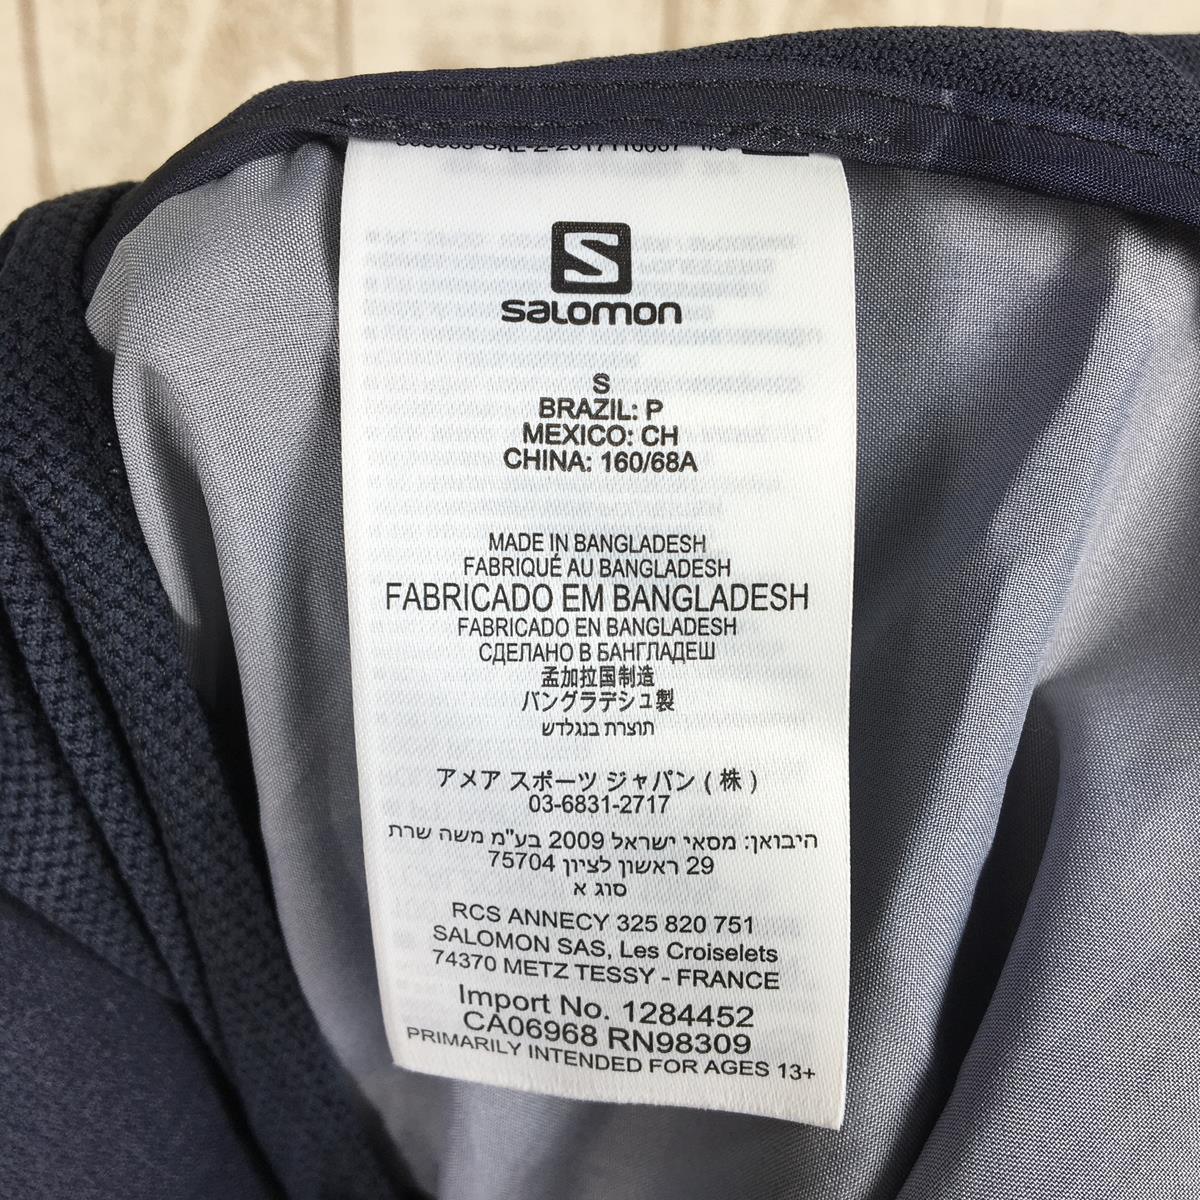 salomon
S
BRAZIL: P
MEXICO: CH
CHINA: 160/68A
MADE IN BANGLADESH
FABRIQUÉ AU BANGLADESH
FABRICADO EM BANGLADESH
FABRICADO EN BANGLADESH
СДЕЛАНО В БАНГЛАДЕШ
孟加拉国制造
バングラデシュ製
תוצרת בנגלדש
アメア スポーツ ジャパン ( 株 )
03-6831-2717
היבואן: מסאי ישראל 2009 בע"מ משה שרת
29 ראשון לציון 75704
סוג א
RCS ANNECY 325 820 751
SALOMON SAS, Les Croiselets
74370 METZ TESSY - FRANCE
Import No. 1284452
CA06968 RN98309
PRIMARILY INTENDED FOR AGES 13+